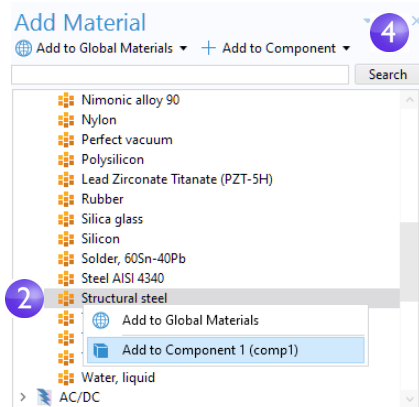 Add Material
Add to Global Materials ▼ + Add to Component ▼
4
Search
Nimonic alloy 90
Nylon
Perfect vacuum
Polysilicon
Lead Zirconate Titanate (PZT-5H)
Rubber
Silica glass
Silicon
Solder, 60Sn-40Pb
Steel AISI 4340
2
Structural steel
Add to Global Materials
Add to Component 1 (comp1)
Water, liquid
AC/DC